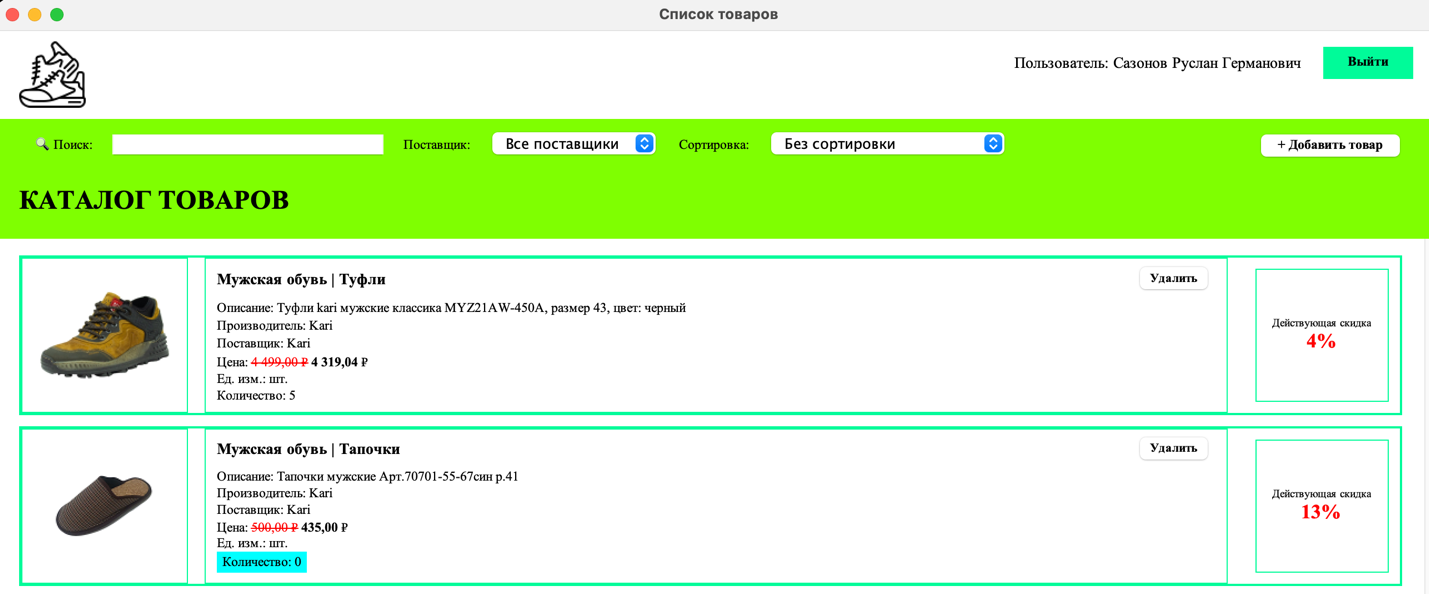 Список товаров
Пользователь: Сазонов Руслан Германович
Выйти
Поиск:
Поставщик:
Все поставщики
Сортировка:
Без сортировки
+ Добавить товар
КАТАЛОГ ТОВАРОВ
Мужская обувь | Туфли
Удалить
Описание: Туфли kari мужские классика MYZ21AW-450A, размер 43, цвет: черный
Производитель: Kari
Поставщик: Kari
Цена: 4 499,00 ₽ 4 319,04 ₽
Ед. изм.: шт.
Количество: 5
Действующая скидка
4%
Мужская обувь | Тапочки
Удалить
Описание: Тапочки мужские Арт.70701-55-67син р.41
Производитель: Kari
Поставщик: Kari
Цена: 500,00 ₽ 435,00 ₽
Ед. изм.: шт.
Количество: 0
Действующая скидка
13%